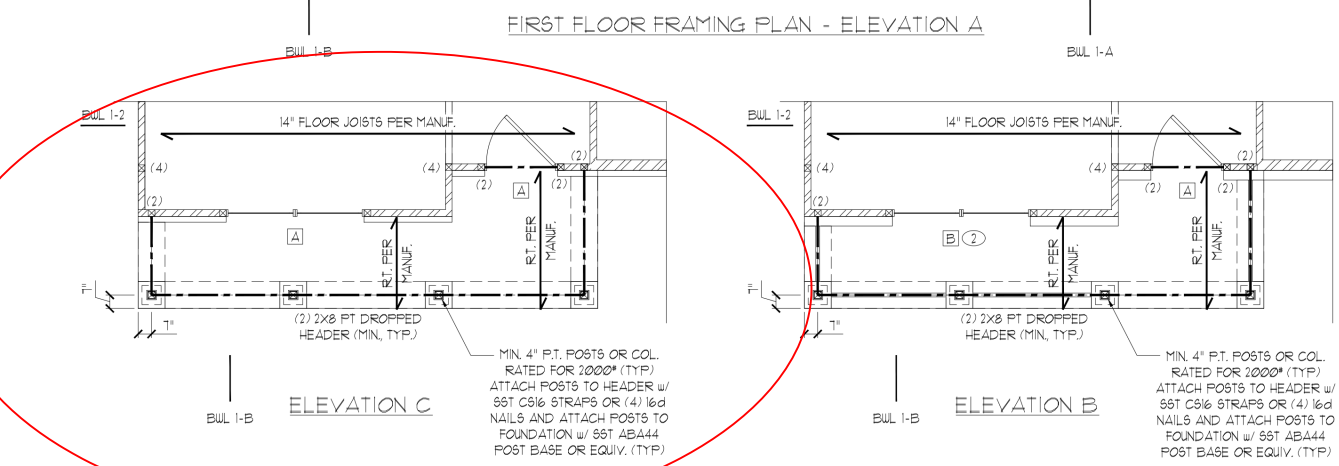 FIRST FLOOR FRAMING PLAN - ELEVATION A
BWL 1-B
BWL 1-A
BWL 1-2
14" FLOOR JOISTS PER MANUF.
(4)
(4)
(2)
(2)
(2)
(2)
A
A
R.T. PER
MANUF.
R.T. PER
MANUF.
7"
7"
(2) 2X8 PT DROPPED
HEADER (MIN., TYP.)
MIN. 4" P.T. POSTS OR COL.
RATED FOR 2000# (TYP)
ATTACH POSTS TO HEADER w/
SST CS16 STRAPS OR (4) 16d
NAILS AND ATTACH POSTS TO
FOUNDATION w/ SST ABA44
POST BASE OR EQUIV. (TYP)
BWL 1-B
ELEVATION C
BWL 1-2
14" FLOOR JOISTS PER MANUF.
(4)
(4)
(2)
(2)
(2)
(2)
A
B 2
R.T. PER
MANUF.
R.T. PER
MANUF.
7"
7"
(2) 2X8 PT DROPPED
HEADER (MIN., TYP.)
MIN. 4" P.T. POSTS OR COL.
RATED FOR 2000# (TYP)
ATTACH POSTS TO HEADER w/
SST CS16 STRAPS OR (4) 16d
NAILS AND ATTACH POSTS TO
FOUNDATION w/ SST ABA44
POST BASE OR EQUIV. (TYP)
BWL 1-B
ELEVATION B